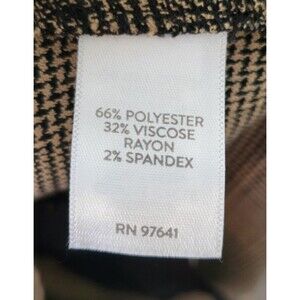 66% POLYESTER
32% VISCOSE
RAYON
2% SPANDEX
RN 97641